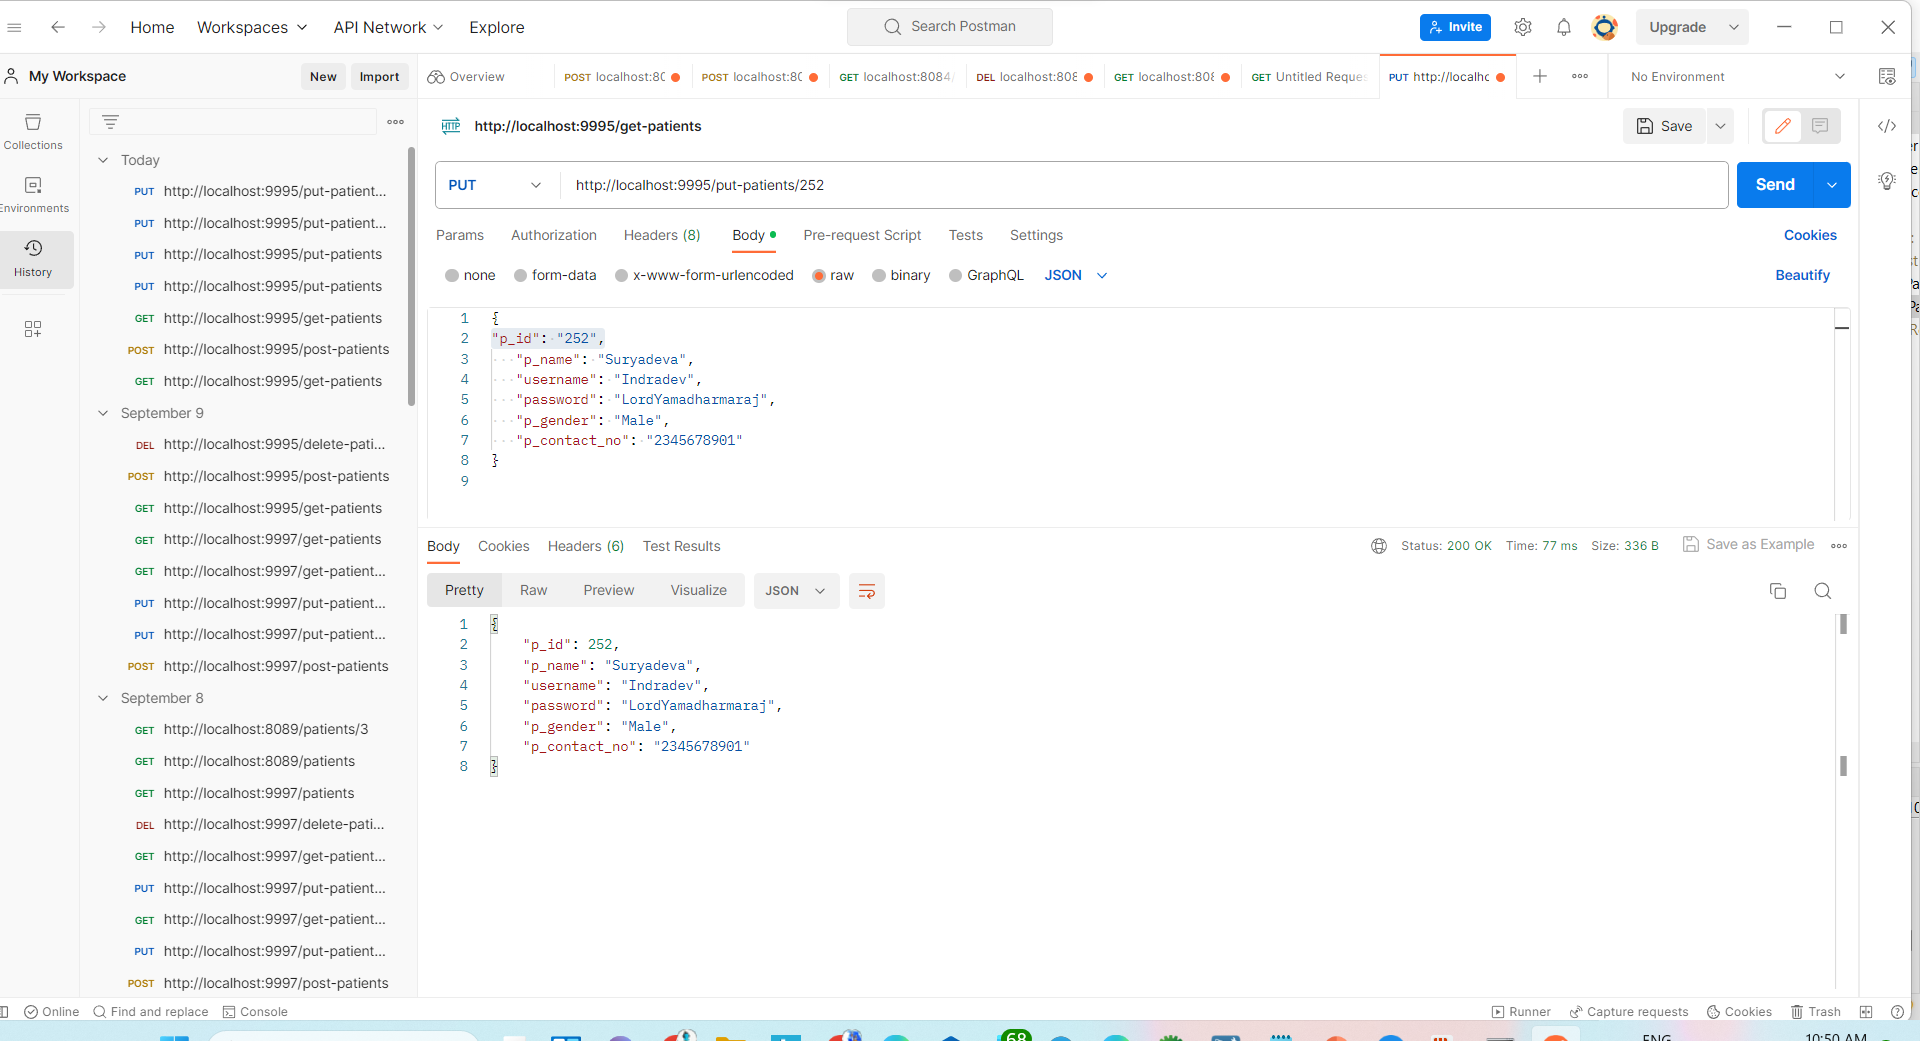 Home
Workspaces
API Network
Explore
Search Postman
Invite
Upgrade
My Workspace
New
Import
Overview
POST localhost:80
POST localhost:80
GET localhost:8084/
DEL localhost:808
GET localhost:808
GET Untitled Reque
PUT http://localhc
No Environment
Collections
Environments
History
Today
PUT http://localhost:9995/put-patient...
PUT http://localhost:9995/put-patient...
PUT http://localhost:9995/put-patients
PUT http://localhost:9995/put-patients
GET http://localhost:9995/get-patients
POST http://localhost:9995/post-patients
GET http://localhost:9995/get-patients
September 9
DEL http://localhost:9995/delete-pati...
POST http://localhost:9995/post-patients
GET http://localhost:9995/get-patients
GET http://localhost:9997/get-patients
GET http://localhost:9997/get-patient...
PUT http://localhost:9997/put-patient...
PUT http://localhost:9997/put-patient...
POST http://localhost:9997/post-patients
September 8
GET http://localhost:8089/patients/3
GET http://localhost:8089/patients
GET http://localhost:9997/patients
DEL http://localhost:9997/delete-pati...
GET http://localhost:9997/get-patient...
PUT http://localhost:9997/put-patient...
GET http://localhost:9997/get-patient...
PUT http://localhost:9997/put-patient...
POST http://localhost:9997/post-patients
HTTP http://localhost:9995/get-patients
Save
PUT
http://localhost:9995/put-patients/252
Send
Params
Authorization
Headers (8)
Body
Pre-request Script
Tests
Settings
Cookies
none
form-data
x-www-form-urlencoded
raw
binary
GraphQL
JSON
Beautify
1 {
2 "p_id": "252",
3 "p_name": "Suryadeva",
4 "username": "Indradev",
5 "password": "LordYamadharmaraj",
6 "p_gender": "Male",
7 "p_contact_no": "2345678901"
8 }
9
Body
Cookies
Headers (6)
Test Results
Status: 200 OK
Time: 77 ms
Size: 336 B
Save as Example
Pretty
Raw
Preview
Visualize
JSON
1 {
2 "p_id": 252,
3 "p_name": "Suryadeva",
4 "username": "Indradev",
5 "password": "LordYamadharmaraj",
6 "p_gender": "Male",
7 "p_contact_no": "2345678901"
8 }
Online
Find and replace
Console
Runner
Capture requests
Cookies
Trash
68
ENG
10:50 AM